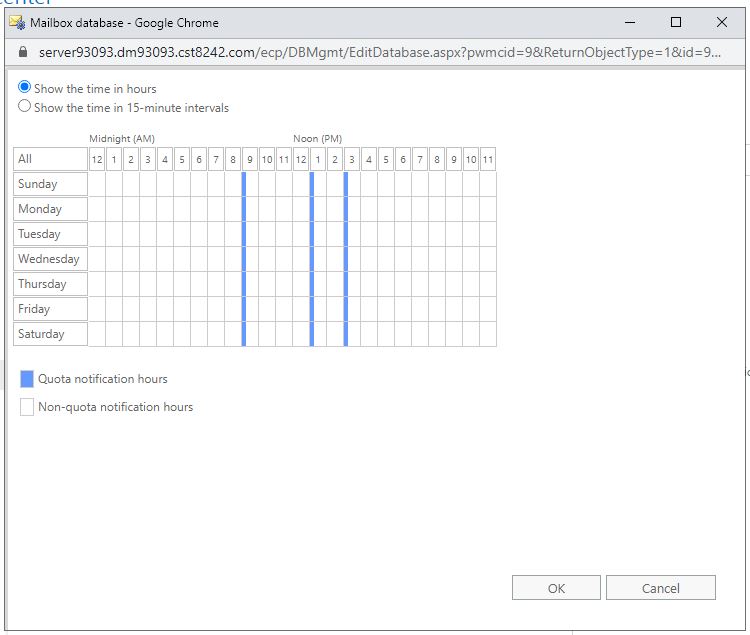 center
Mailbox database - Google Chrome
server93093.dm93093.cst8242.com/ecp/DBMgmt/EditDatabase.aspx?pwmcid=9&ReturnObjectType=1&id=9...
Show the time in hours
Show the time in 15-minute intervals
Midnight (AM) Noon (PM)
All 12 1 2 3 4 5 6 7 8 9 10 11 12 1 2 3 4 5 6 7 8 9 10 11
Sunday
Monday
Tuesday
Wednesday
Thursday
Friday
Saturday
Quota notification hours
Non-quota notification hours
OK Cancel